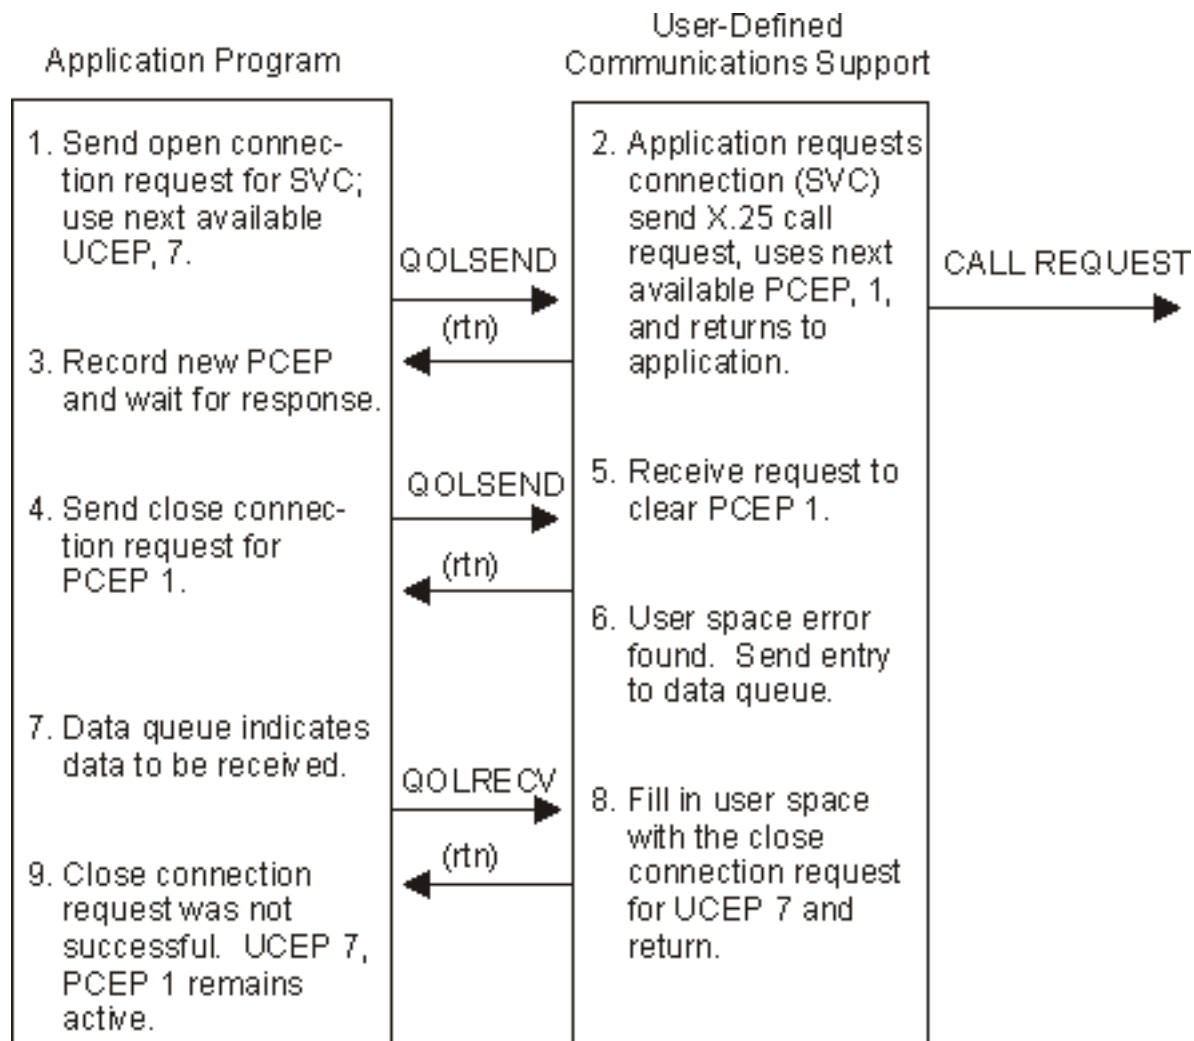 Application Program
User-Defined
Communications Support
1. Send open connec-
tion request for SVC;
use next available
UCEP, 7.
QOLSEND
(rtn)
2. Application requests
connection (SVC)
send X.25 call
request, uses next
available PCEP, 1,
and returns to
application.
CALL REQUEST
3. Record new PCEP
and wait for response.
4. Send close connec-
tion request for
PCEP 1.
QOLSEND
(rtn)
5. Receive request to
clear PCEP 1.
6. User space error
found. Send entry
to data queue.
7. Data queue indicates
data to be received.
QOLRECV
(rtn)
8. Fill in user space
with the close
connection request
for UCEP 7 and
return.
9. Close connection
request was not
successful. UCEP 7,
PCEP 1 remains
active.